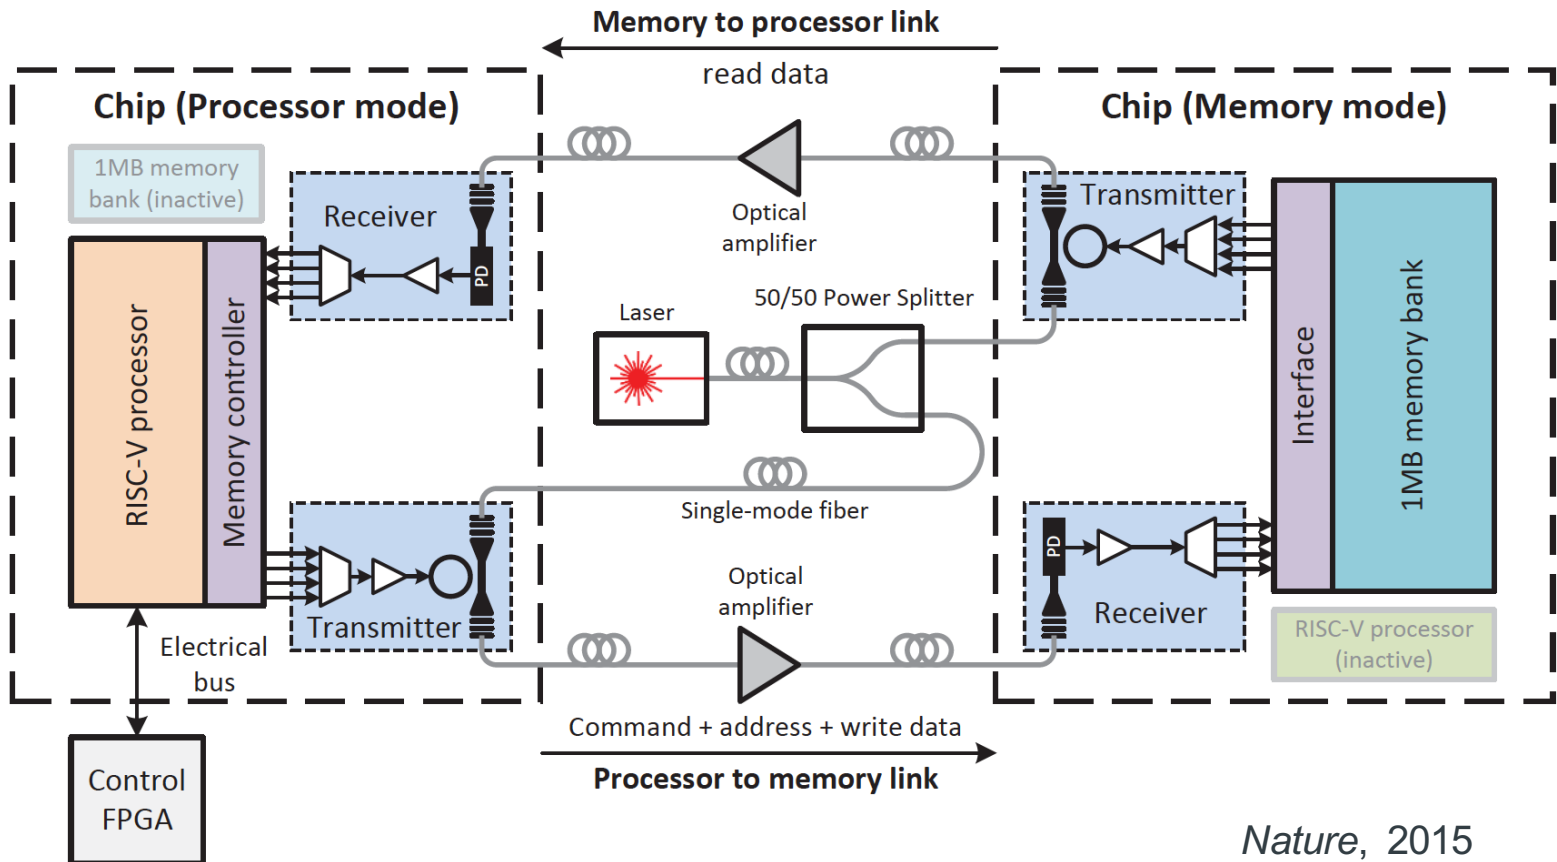 Memory to processor link
read data
Chip (Processor mode)
1MB memory
bank (inactive)
Receiver
PD
RISC-V processor
Memory controller
Transmitter
Electrical
bus
Control
FPGA
Optical
amplifier
Laser
50/50 Power Splitter
Single-mode fiber
Optical
amplifier
Command + address + write data
Processor to memory link
Chip (Memory mode)
Transmitter
Interface
1MB memory bank
PD
Receiver
RISC-V processor
(inactive)
Nature, 2015